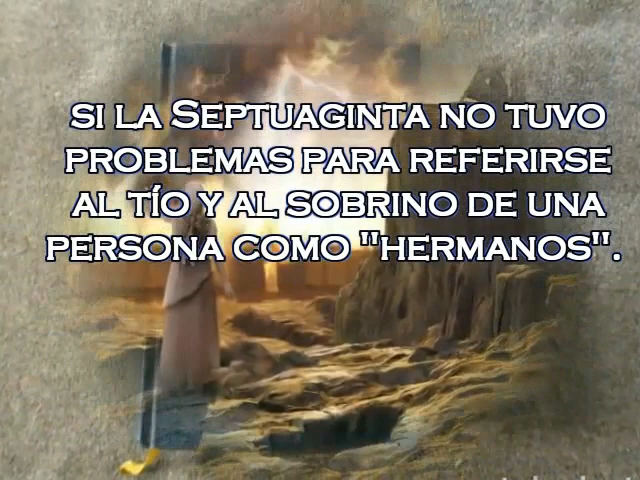 si la Septuaginta no tuvo
problemas para referirse
al tío y al sobrino de una
persona como "hermanos".